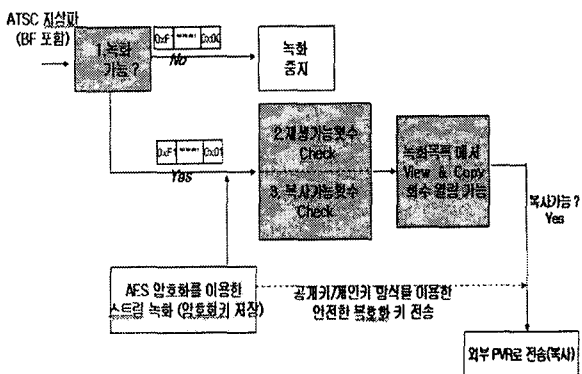 ATSC 지상파
(BF 포함)
1.녹화
가능?
0xF1 ""..."" 0x00
No
녹화
중지
0xF1 ""..."" 0x01
Yas
2.재생가능횟수
Check
3. 복사가능횟수
Check
녹화목록 에서
View & Copy
회수 열람 가능
복사가능?
Yes
AES 암호화를 이용한
스트림 녹화 (암호화키 저장)
공개키/개인키 방식을 이용한
안전한 복호화 키 전송
외부 PVR로 전송(복사)